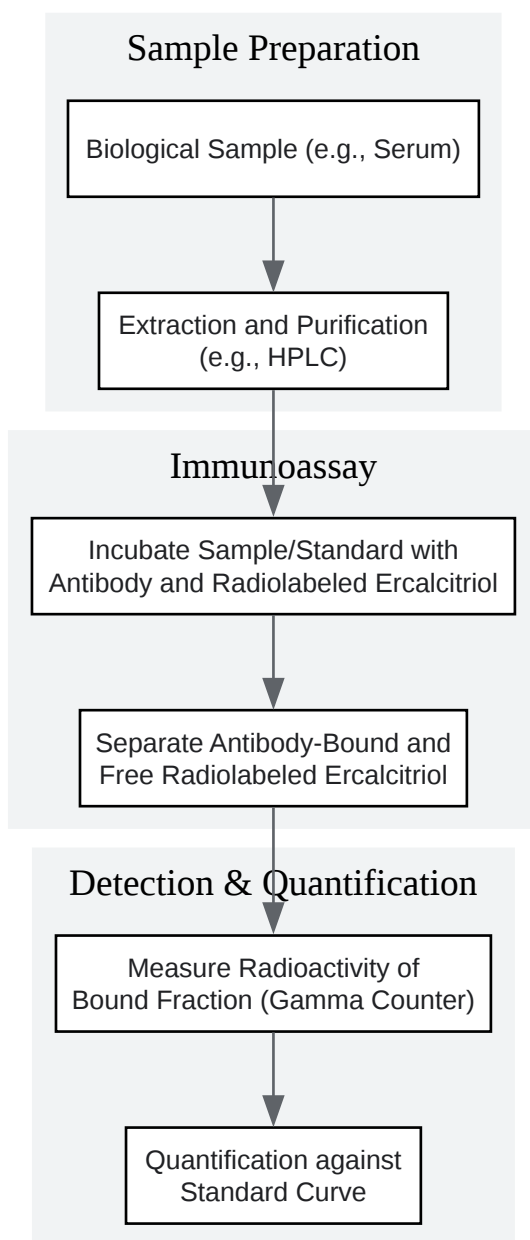 Sample Preparation
Biological Sample (e.g., Serum)
Extraction and Purification
(e.g., HPLC)
Immunoassay
Incubate Sample/Standard with
Antibody and Radiolabeled Ercalcitriol
Separate Antibody-Bound and
Free Radiolabeled Ercalcitriol
Detection & Quantification
Measure Radioactivity of
Bound Fraction (Gamma Counter)
Quantification against
Standard Curve